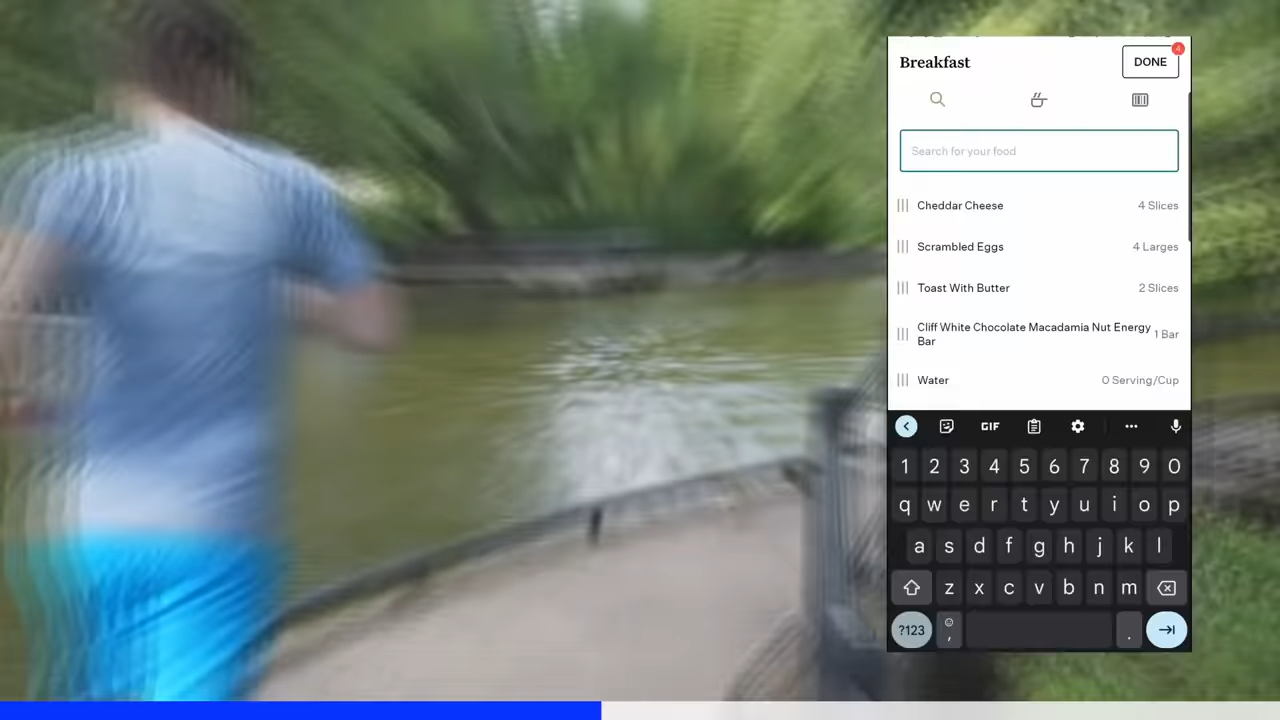 Breakfast
DONE
4
Search for your food
Cheddar Cheese 4 Slices
Scrambled Eggs 4 Larges
Toast With Butter 2 Slices
Cliff White Chocolate Macadamia Nut Energy
Bar 1 Bar
Water 0 Serving/Cup
GIF
1 2 3 4 5 6 7 8 9 0
q w e r t y u i o p
a s d f g h j k l
z x c v b n m
?123 , .